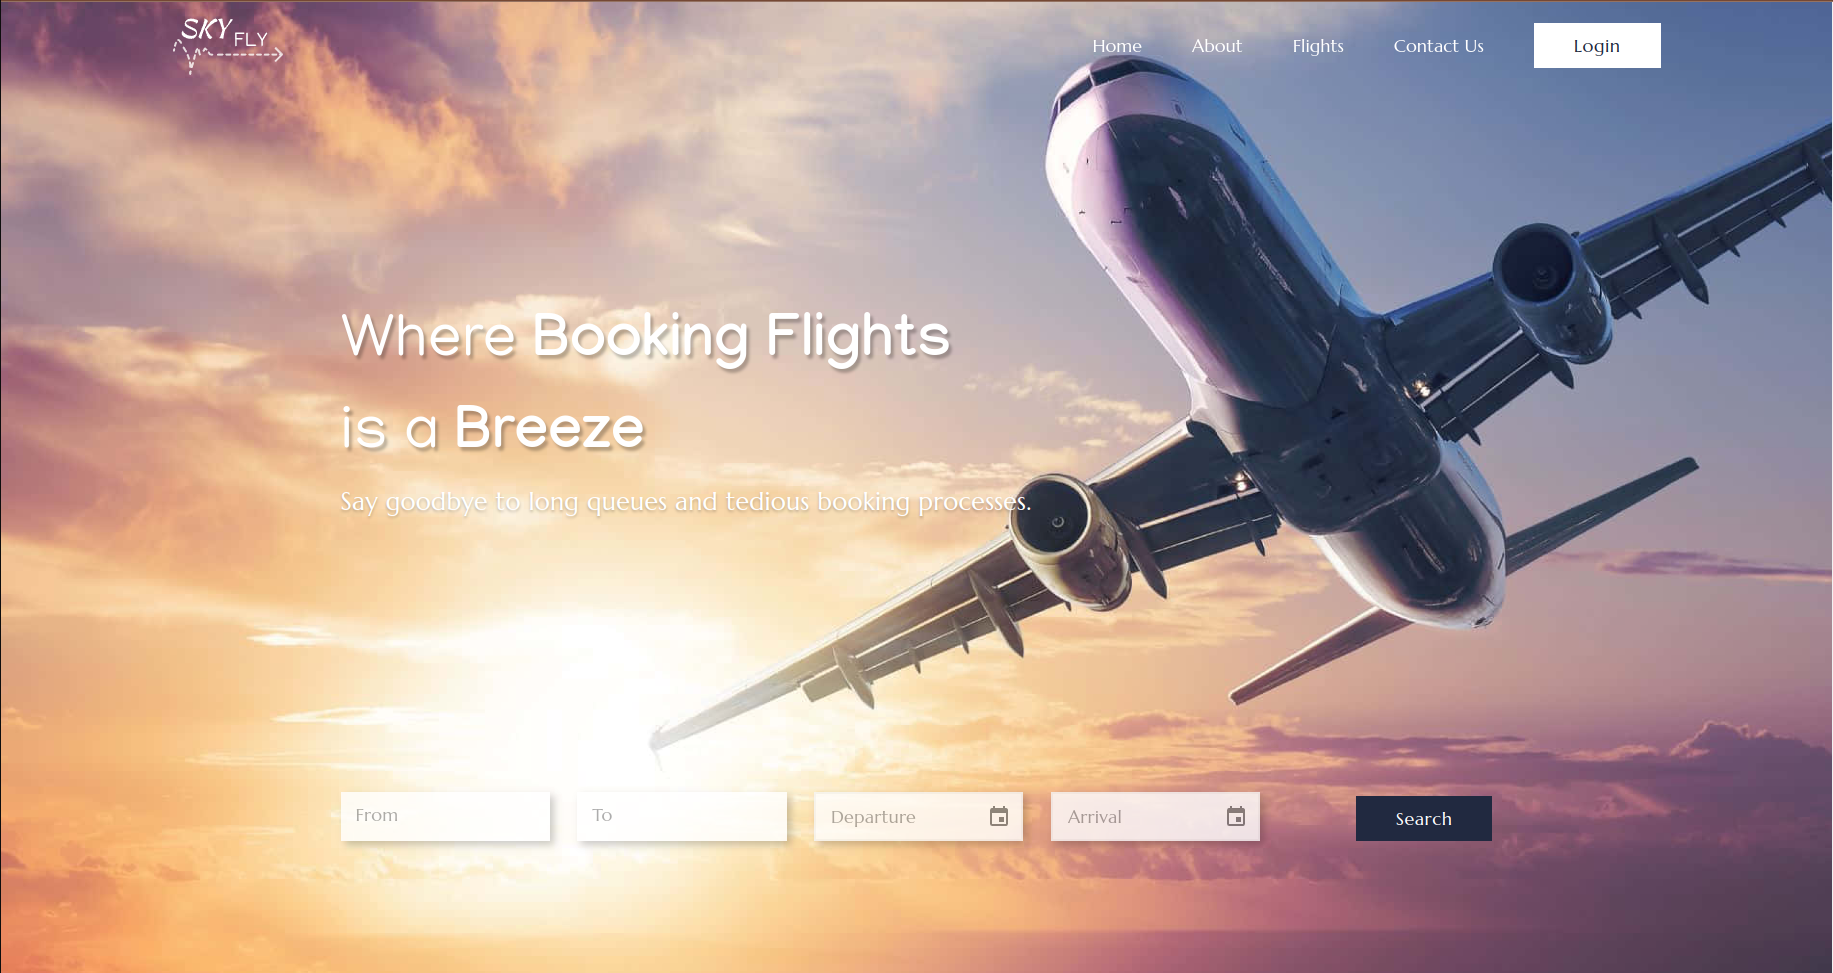 SKY FLY
Home About Flights Contact Us Login
Where Booking Flights
is a Breeze
Say goodbye to long queues and tedious booking processes.
From To Departure Arrival Search